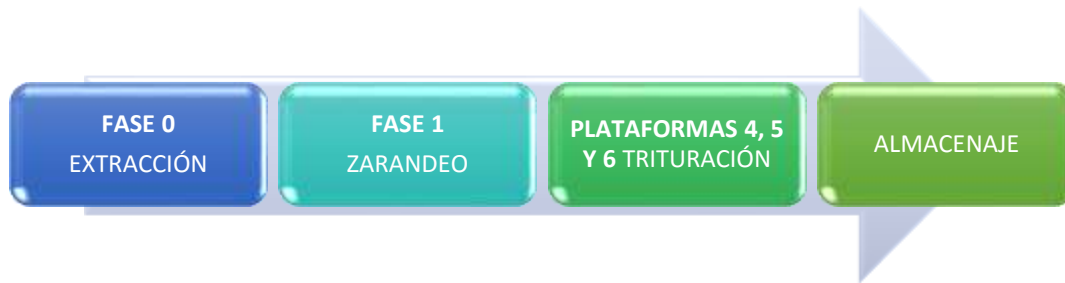 FASE 0
EXTRACCIÓN
FASE 1
ZARANDEO
PLATAFORMAS 4, 5
Y 6 TRITURACIÓN
ALMACENAJE